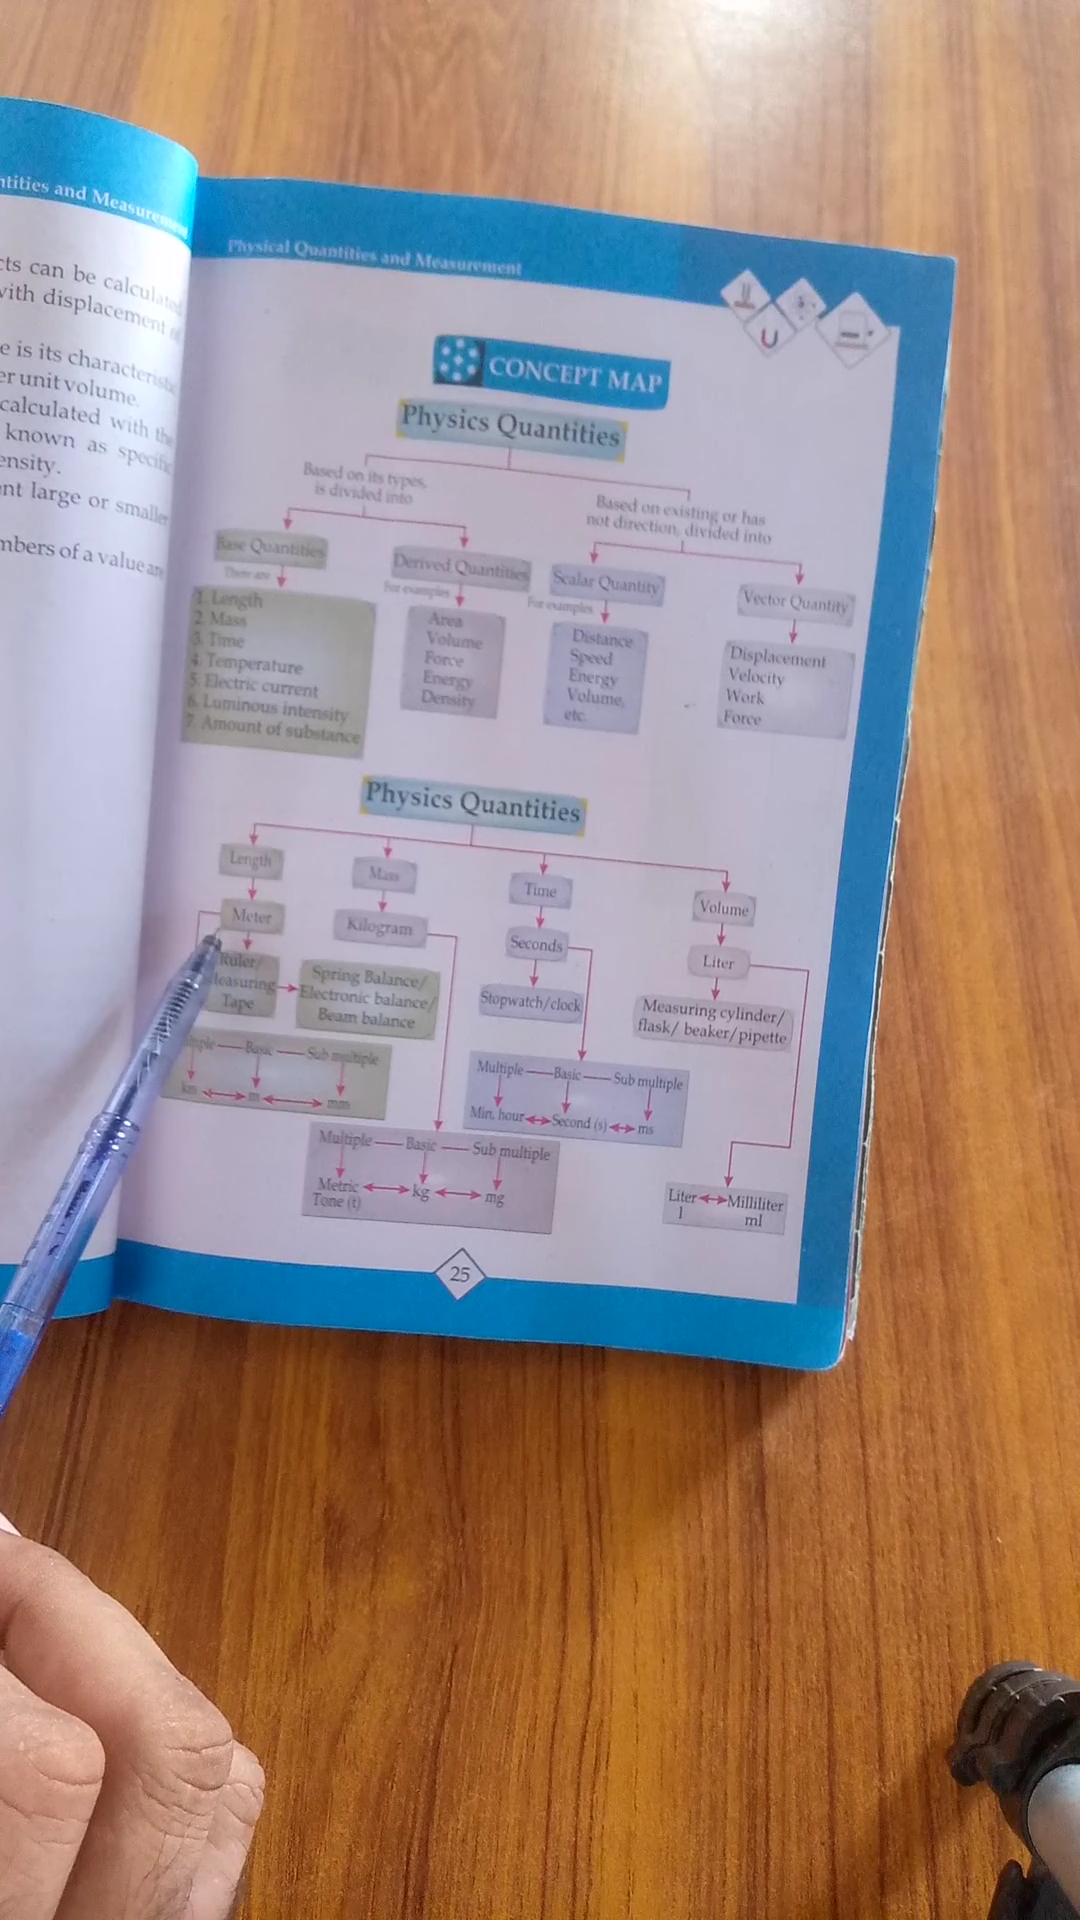 ntities and Measurement
cts can be calculated
with displacement of
e is its characteristic
er unit volume.
calculated with the
known as specific
ensity.
nt large or smaller
mbers of a value are
Physical Quantities and Measurement
CONCEPT MAP
Physics Quantities
Based on its types,
is divided into
Based on existing or has
not direction, divided into
Base Quantities
Derived Quantities
Scalar Quantity
Vector Quantity
There are
For examples
For examples
1. Length
2. Mass
3. Time
4. Temperature
5. Electric current
6. Luminous intensity
7. Amount of substance
Area
Volume
Force
Energy
Density
Distance
Speed
Energy
Volume,
etc.
Displacement
Velocity
Work
Force
Physics Quantities
Length
Mass
Time
Volume
Meter
Kilogram
Seconds
Liter
Ruler/
Measuring
Tape
Spring Balance/
Electronic balance/
Beam balance
Stopwatch/clock
Measuring cylinder/
flask/ beaker/pipette
tiple Basic Sub multiple
km m mm
Multiple Basic Sub multiple
Min, hour Second (s) ms
Multiple Basic Sub multiple
Metric kg mg
Tone (t)
Liter Milliliter
l ml
25